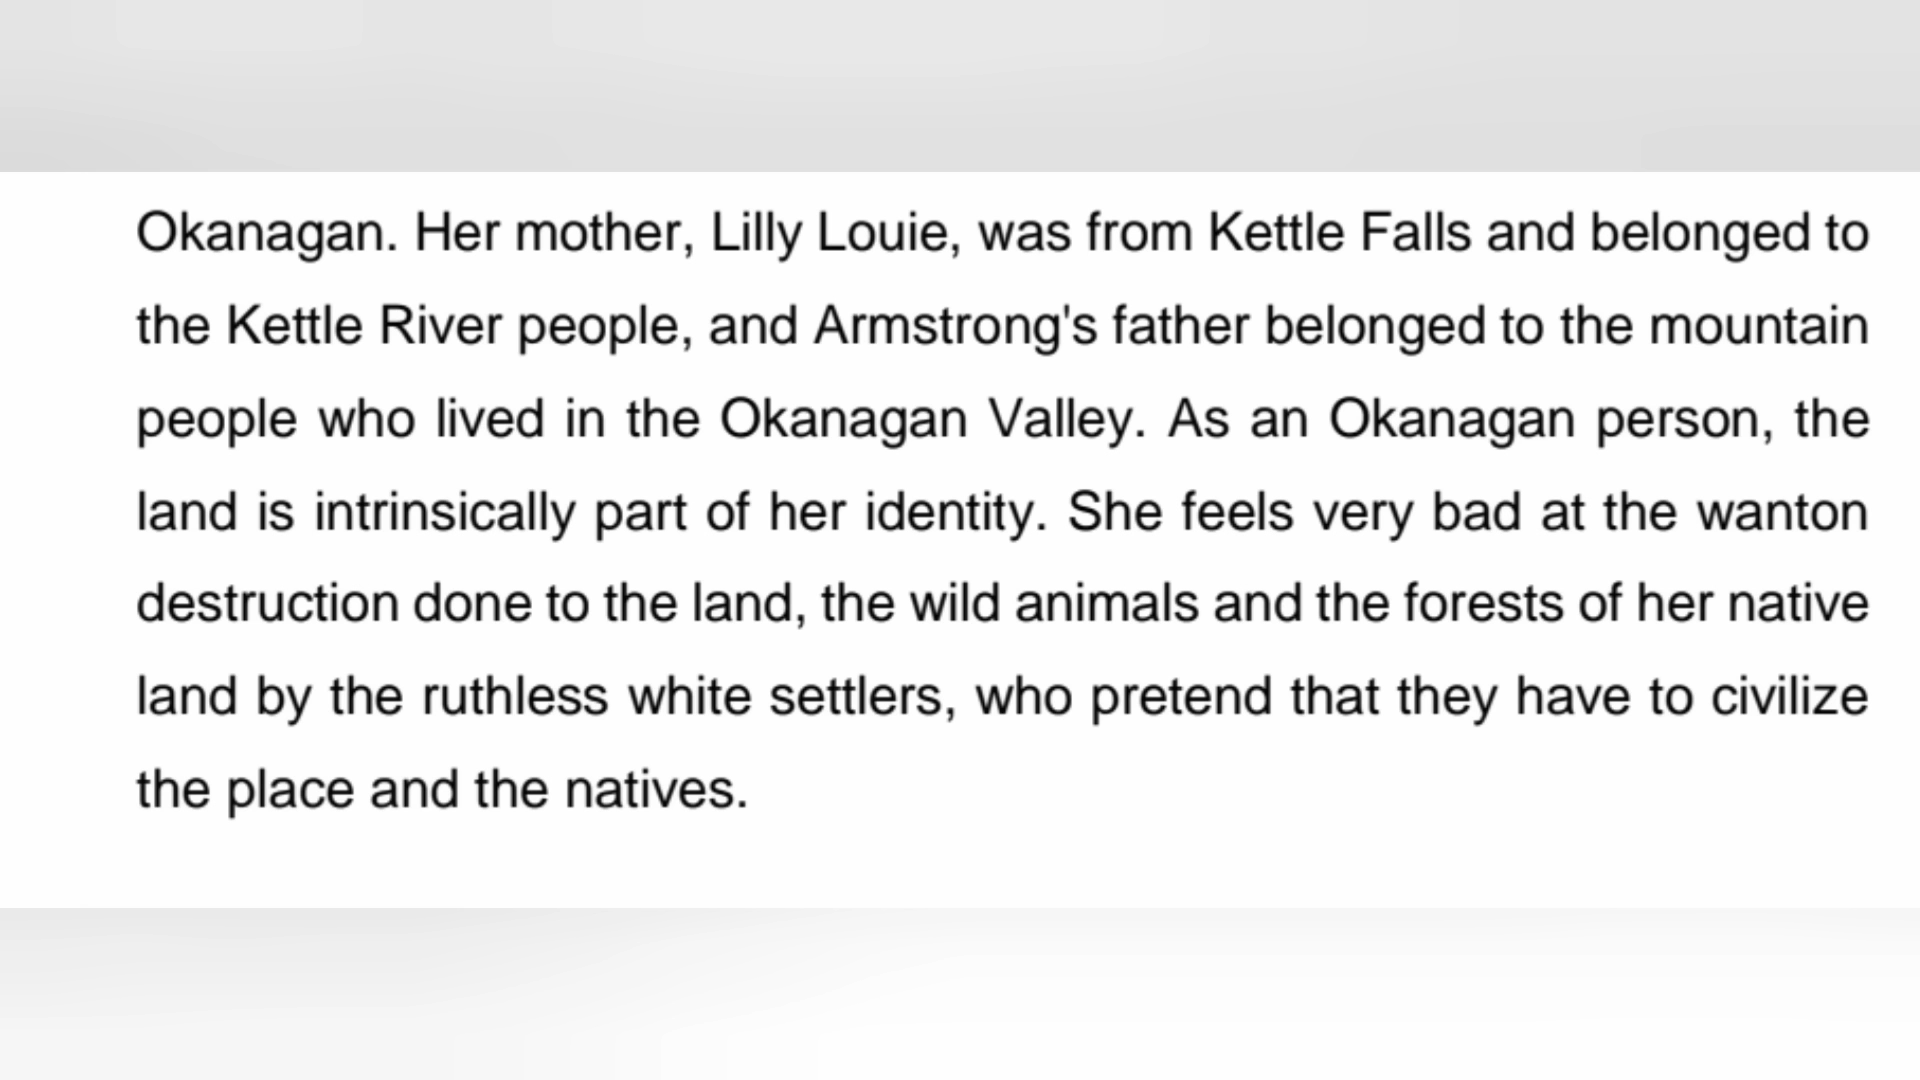 Okanagan. Her mother, Lilly Louie, was from Kettle Falls and belonged to
the Kettle River people, and Armstrong's father belonged to the mountain
people who lived in the Okanagan Valley. As an Okanagan person, the
land is intrinsically part of her identity. She feels very bad at the wanton
destruction done to the land, the wild animals and the forests of her native
land by the ruthless white settlers, who pretend that they have to civilize
the place and the natives.